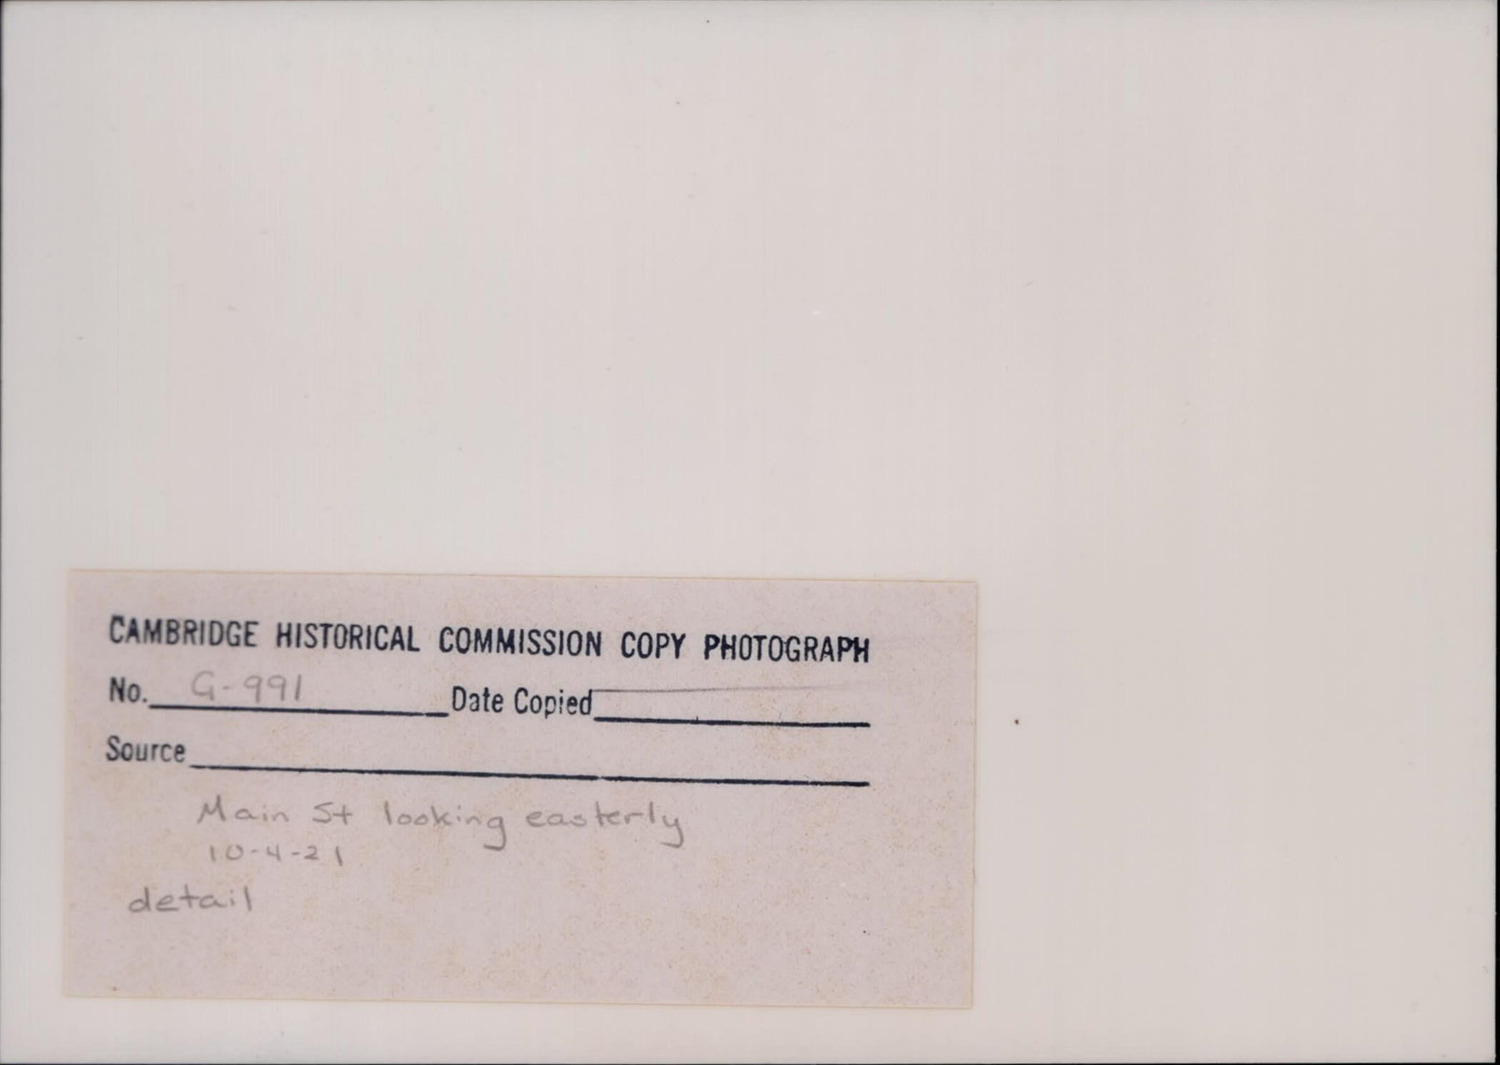 CAMBRIDGE HISTORICAL COMMISSION COPY PHOTOGRAPH
No. G-991 Date Copied
Source
Main St looking easterly
10-4-21
detail